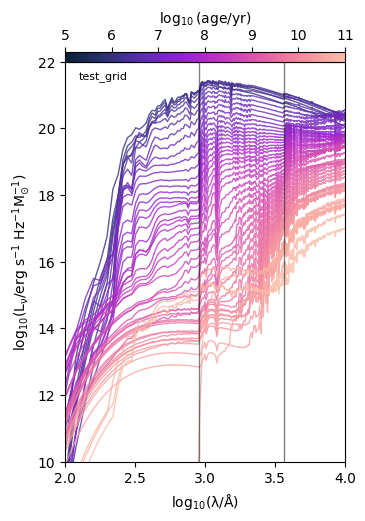 log₁₀(age/yr)
5 6 7 8 9 10 11
test_grid
22
20
18
16
14
12
10
log₁₀(Lν/erg s⁻¹ Hz⁻¹ M⊙⁻¹)
2.0 2.5 3.0 3.5 4.0
log₁₀(λ/Å)